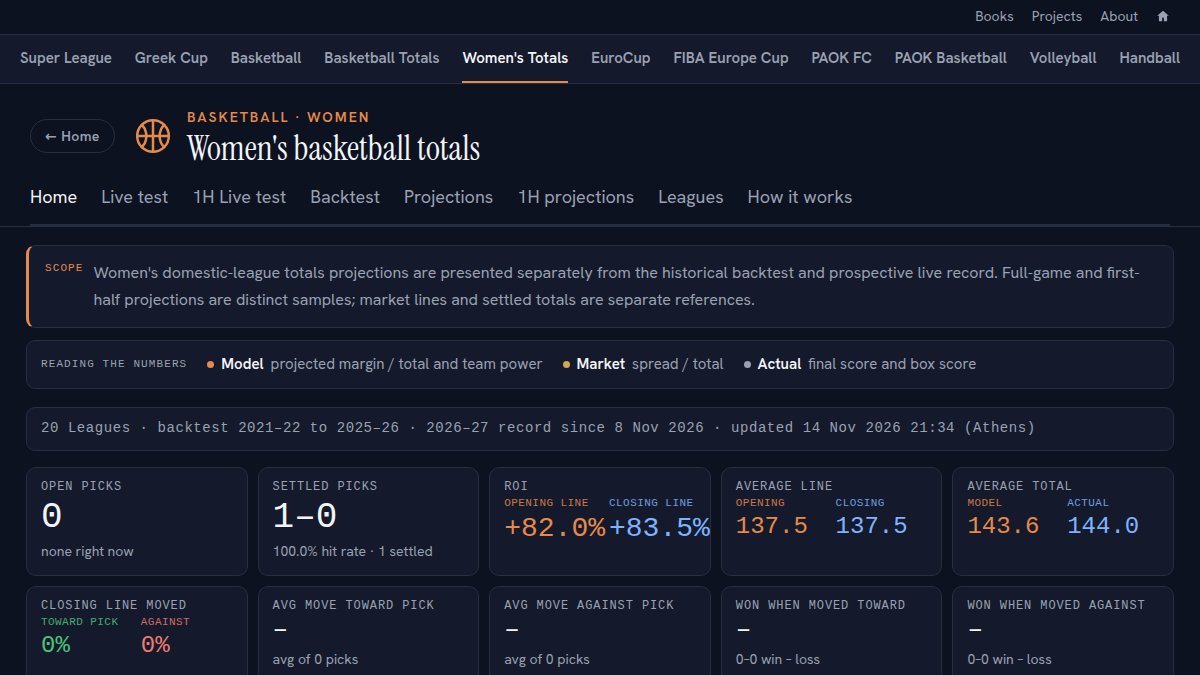 Books Projects About
Super League Greek Cup Basketball Basketball Totals Women's Totals EuroCup FIBA Europe Cup PAOK FC PAOK Basketball Volleyball Handball
← Home
BASKETBALL · WOMEN
Women's basketball totals
Home Live test 1H Live test Backtest Projections 1H projections Leagues How it works
SCOPE Women's domestic-league totals projections are presented separately from the historical backtest and prospective live record. Full-game and first-
half projections are distinct samples; market lines and settled totals are separate references.
READING THE NUMBERS Model projected margin / total and team power Market spread / total Actual final score and box score
20 Leagues · backtest 2021–22 to 2025–26 · 2026–27 record since 8 Nov 2026 · updated 14 Nov 2026 21:34 (Athens)
OPEN PICKS
0
none right now
SETTLED PICKS
1–0
100.0% hit rate · 1 settled
ROI
OPENING LINE CLOSING LINE
+82.0% +83.5%
AVERAGE LINE
OPENING CLOSING
137.5 137.5
AVERAGE TOTAL
MODEL ACTUAL
143.6 144.0
CLOSING LINE MOVED
TOWARD PICK AGAINST
0% 0%
AVG MOVE TOWARD PICK
–
avg of 0 picks
AVG MOVE AGAINST PICK
–
avg of 0 picks
WON WHEN MOVED TOWARD
–
0–0 win – loss
WON WHEN MOVED AGAINST
–
0–0 win – loss